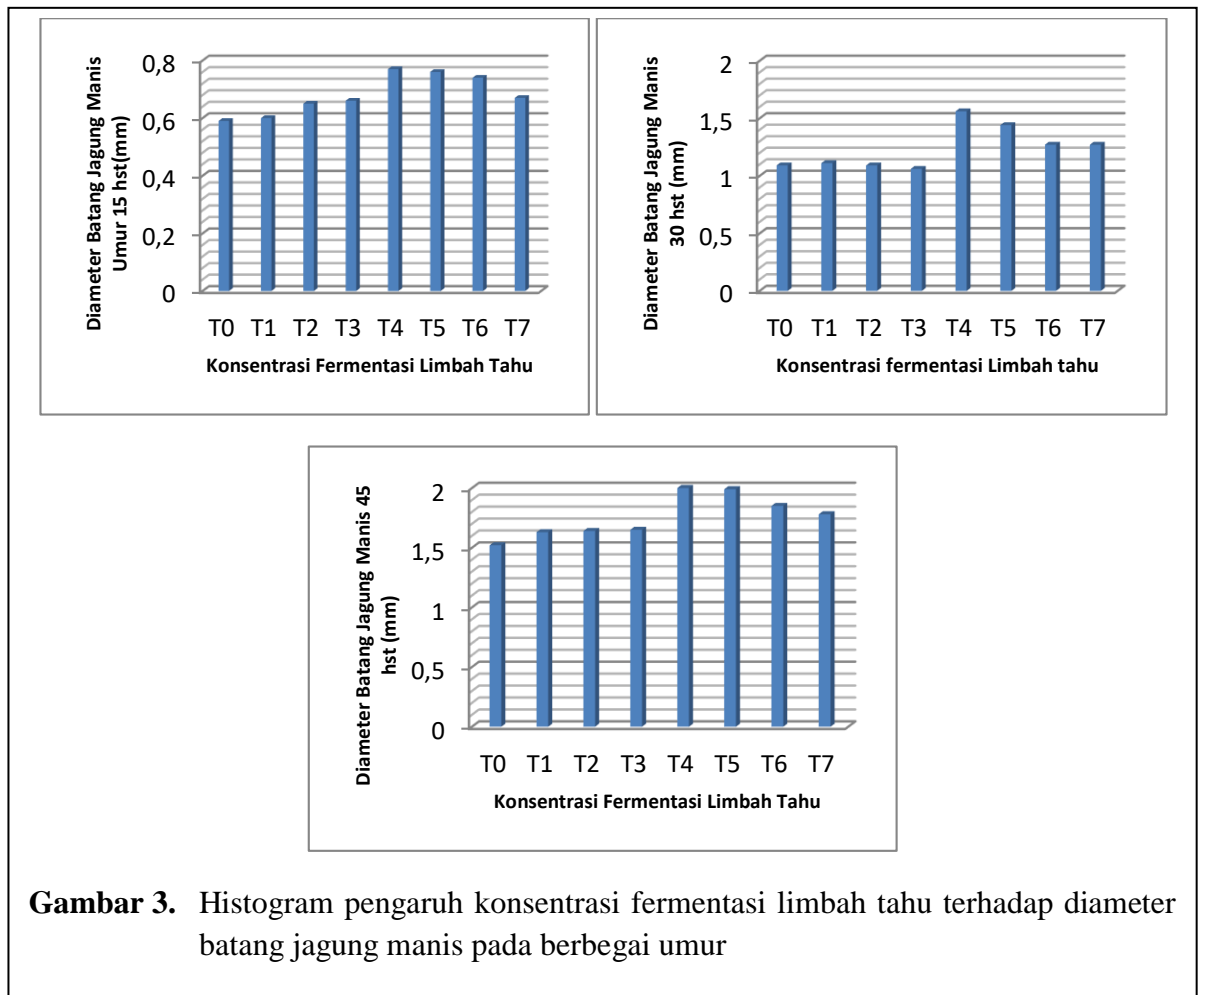 Diameter Batang Jagung Manis
Umur 15 hst(mm)
0,8
0,6
0,4
0,2
0
T0 T1 T2 T3 T4 T5 T6 T7
Konsentrasi Fermentasi Limbah Tahu
Diameter Batang Jagung Manis
30 hst (mm)
2
1,5
1
0,5
0
T0 T1 T2 T3 T4 T5 T6 T7
Konsentrasi fermentasi Limbah tahu
Diameter Batang Jagung Manis 45
hst (mm)
2
1,5
1
0,5
0
T0 T1 T2 T3 T4 T5 T6 T7
Konsentrasi Fermentasi Limbah Tahu
Gambar 3. Histogram pengaruh konsentrasi fermentasi limbah tahu terhadap diameter
batang jagung manis pada berbegai umur